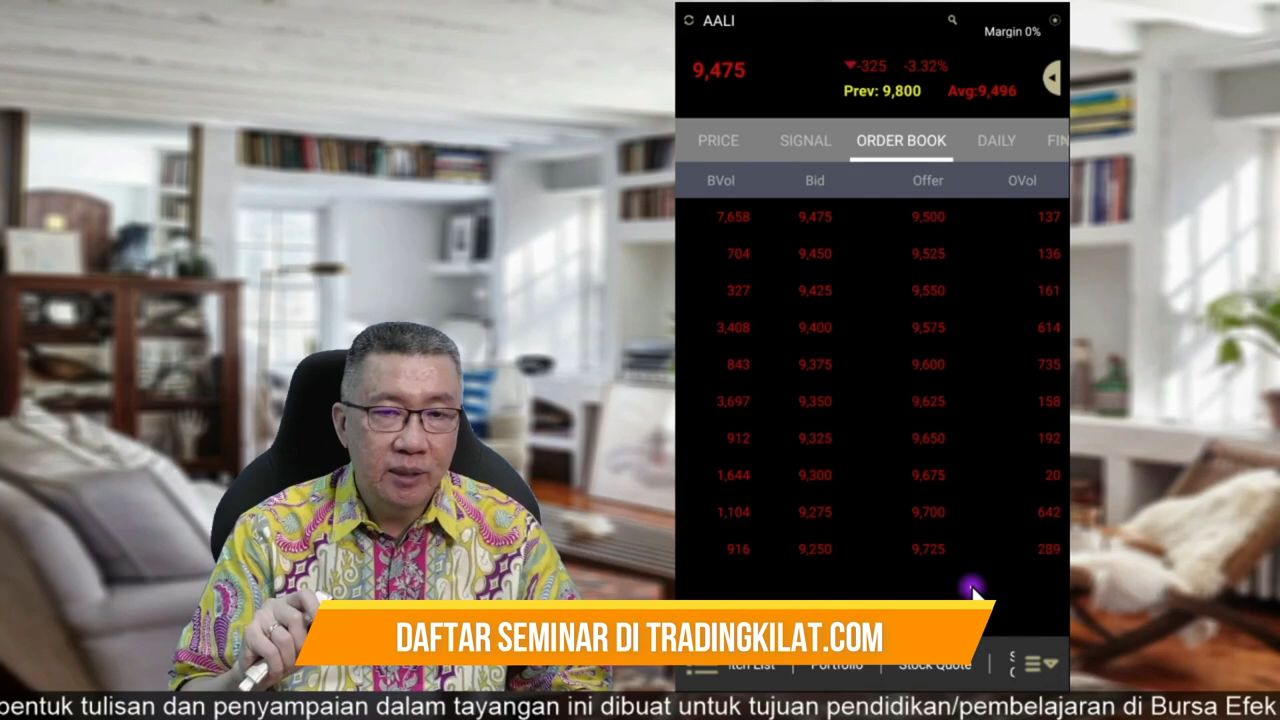 AALI
Margin 0%
9,475 ▼-325 -3.32%
Prev: 9,800 Avg:9,496
PRICE SIGNAL ORDER BOOK DAILY FIN
BVol Bid Offer OVol
7,658 9,475 9,500 137
704 9,450 9,525 136
327 9,425 9,550 161
3,408 9,400 9,575 614
843 9,375 9,600 735
3,697 9,350 9,625 158
912 9,325 9,650 192
1,644 9,300 9,675 20
1,104 9,275 9,700 642
916 9,250 9,725 289
DAFTAR SEMINAR DI TRADINGKILAT.COM
itch List | Portfolio | Stock Quote |
bentuk tulisan dan penyampaian dalam tayangan ini dibuat untuk tujuan pendidikan/pembelajaran di Bursa Efek